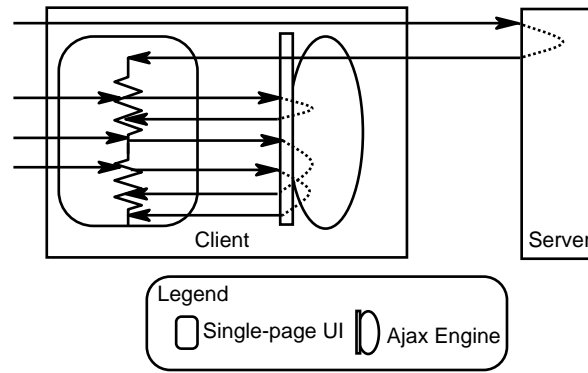 Client
Server
Legend
Single-page UI
Ajax Engine